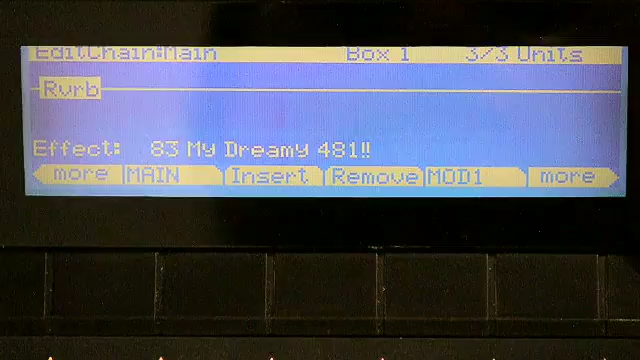 EditChain:Main Box 1 3/3 Units
Rvrb
Effect: 83 My Dreamy 481!!
more MAIN Insert Remove MOD1 more